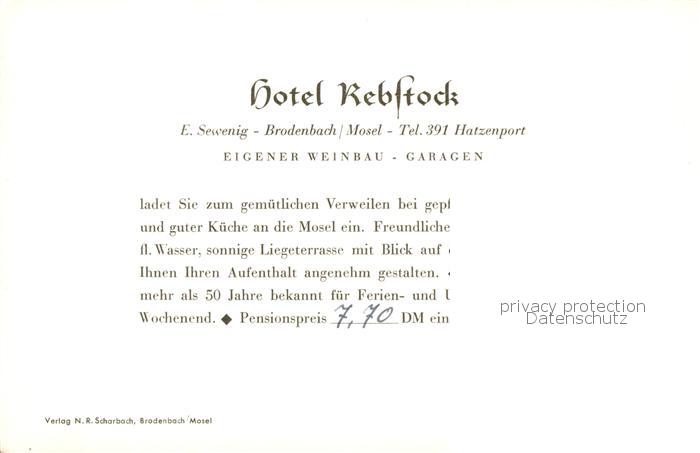 Hotel Rebstock
E. Sewenig - Brodenbach/Mosel - Tel. 391 Hatzenport
EIGENER WEINBAU - GARAGEN
ladet Sie zum gemütlichen Verweilen bei
und guter Küche an die Mosel ein. Freundliche
fl. Wasser, sonnige Liegeterrasse mit Blick auf
Ihnen Ihren Aufenthalt angenehm gestalten.
mehr als 50 Jahre bekannt für Ferien- und
privacy protection
Wochenend. ◆ Pensionspreis 7,70 DM ein
Datenschutz
Verlag N. R. Scharbach, Brodenbach/Mosel